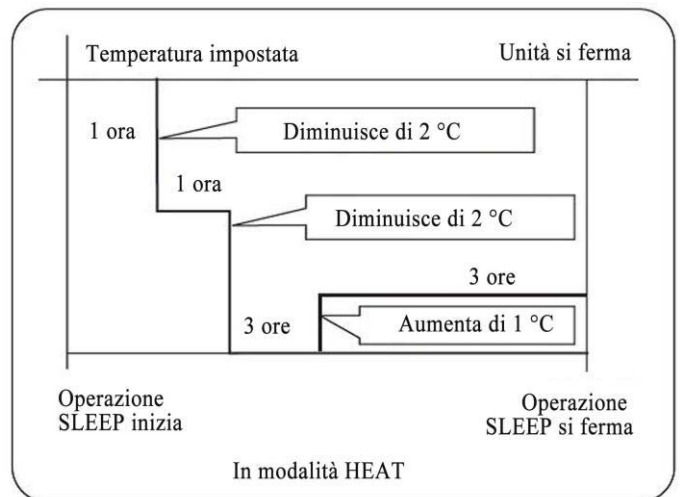 Temperatura impostata
Unità si ferma
1 ora
Diminuisce di 2 °C
1 ora
Diminuisce di 2 °C
3 ore
3 ore
Aumenta di 1 °C
Operazione
SLEEP inizia
Operazione
SLEEP si ferma
In modalità HEAT